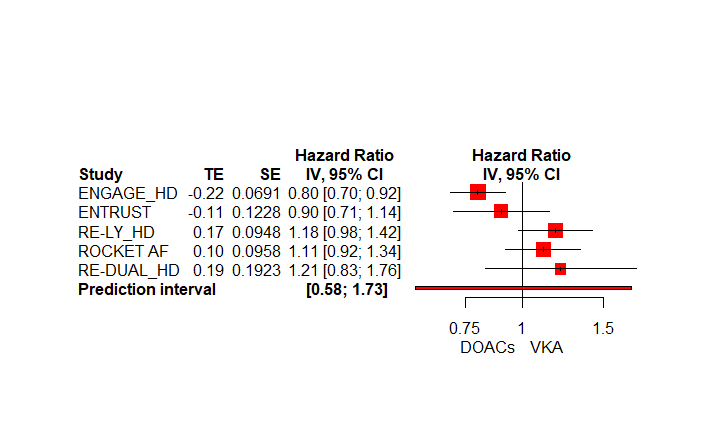 Hazard Ratio Hazard Ratio
Study TE SE IV, 95% CI IV, 95% CI
ENGAGE_HD -0.22 0.0691 0.80 [0.70; 0.92]
ENTRUST -0.11 0.1228 0.90 [0.71; 1.14]
RE-LY_HD 0.17 0.0948 1.18 [0.98; 1.42]
ROCKET AF 0.10 0.0958 1.11 [0.92; 1.34]
RE-DUAL_HD 0.19 0.1923 1.21 [0.83; 1.76]
Prediction interval [0.58; 1.73]
0.75 1 1.5
DOACs VKA